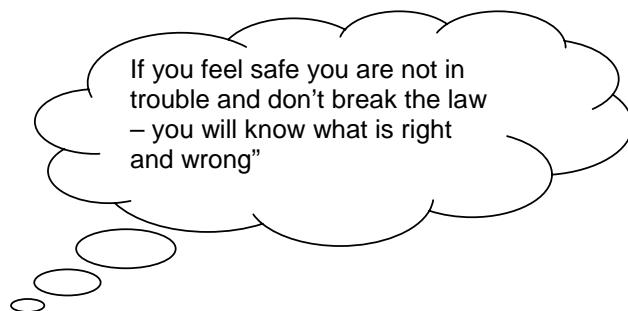 If you feel safe you are not in
trouble and don’t break the law
– you will know what is right
and wrong”